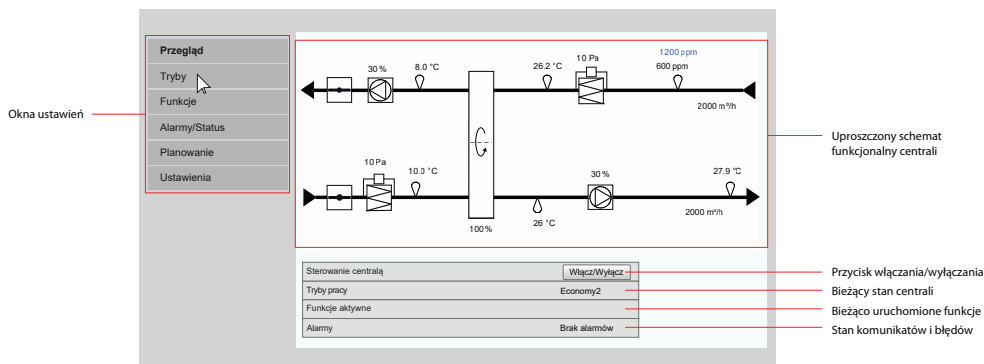 Przegląd
Tryby
Funkcje
Alarmy/Status
Planowanie
Ustawienia
Okna ustawień
30 %
8.0 °C
26.2 °C
10 Pa
1200 ppm
600 ppm
2000 m³/h
10 Pa
10.0 °C
100 %
26 °C
30 %
27.9 °C
2000 m³/h
Uproszczony schemat
funkcjonalny centrali
Sterowanie centralą
Włącz/Wyłącz
Przycisk włączania/wyłączania
Tryby pracy
Economy2
Bieżący stan centrali
Funkcje aktywne
Bieżąco uruchomione funkcje
Alarmy
Brak alarmów
Stan komunikatów i błędów